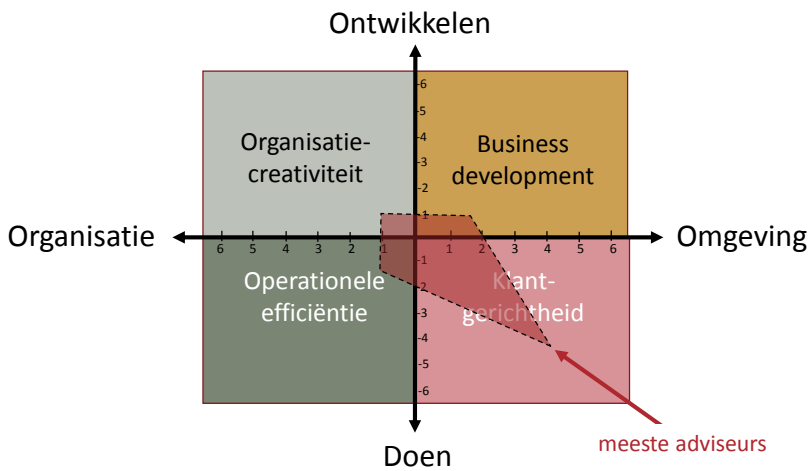 Ontwikkelen
-6
-5
-4
-3
-2
-1
Organisatie-
creativiteit
Business
development
Organisatie
6 5 4 3 2 1 1 2 3 4 5 6
Omgeving
-1
-2
-3
-4
-5
-6
Operationele
efficiëntie
Klant-
gerichtheid
Doen
meeste adviseurs